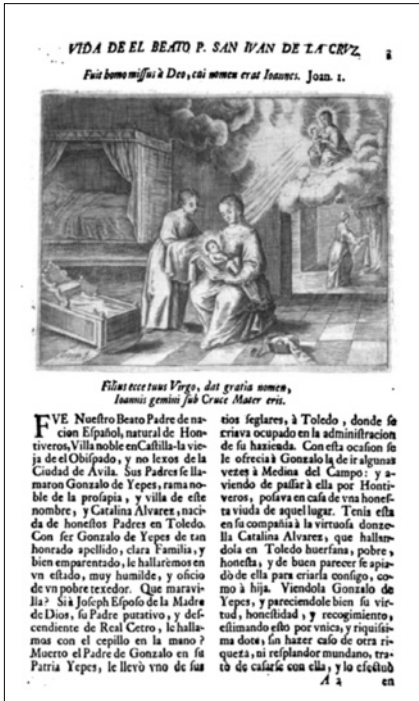 VIDA DE EL BEATO P. SAN IVAN DE LA CRVZ
Fuit homo missus à Deo, cui nomen erat Ioannes. Joan. 1.
Filius ecce tuus Virgo, dat gratia nomen,
Ioannis gemini sub Cruce Mater eris.
FVE Nuestro Beato Padre de na-
cion Español, natural de Hon-
tiveros, Villa noble en Castilla-la vie-
ja de el Obispado, y no lexos de la
Ciudad de Avila. Sus Padres se lla-
maron Gonzalo de Yepes, rama no-
ble de la prosapia, y villa de este
nombre, y Catalina Alvarez, naci-
da de honestos Padres en Toledo.
Con ser Gonzalo de Yepes de tan
honrado apellido, clara Familia, y
bien emparentado, le hallarèmos en
vn estado, muy humilde, y oficio
de vn pobre texedor. Que maravi-
lla? Si à Joseph Esposo de la Madre
de Dios, su Padre putativo, y des-
cendiente de Real Cetro, le halla-
mos con el cepillo en la mano?
Muerto el Padre de Gonzalo en su
Patria Yepes, le llevò vno de sus
tios seglares, à Toledo, donde se
criava ocupado en la administracion
de su hazienda. Con esta ocasion se
le ofrecia à Gonzalo la de ir algunas
vezes à Medina del Campo: y a-
viendo de passar à ella por Honti-
veros, posava en casa de vna hones-
ta viuda de aquel lugar. Tenia esta
en su compañia à la virtuosa donze-
lla Catalina Alvarez, que hallan-
dola en Toledo huerfana, pobre,
honesta, y de buen parecer se apia-
dò de ella para criarla consigo, co-
mo à hija. Viendola Gonzalo de
Yepes, y pareciendole bien su vir-
tud, honestidad, y recogimiento,
estimando esto por vnica, y riquissi-
ma dote, sin hazer caso de otra ri-
queza, ni resplandor mundano, tra-
tò de casarse con ella, y lo efectuò
A 2 en